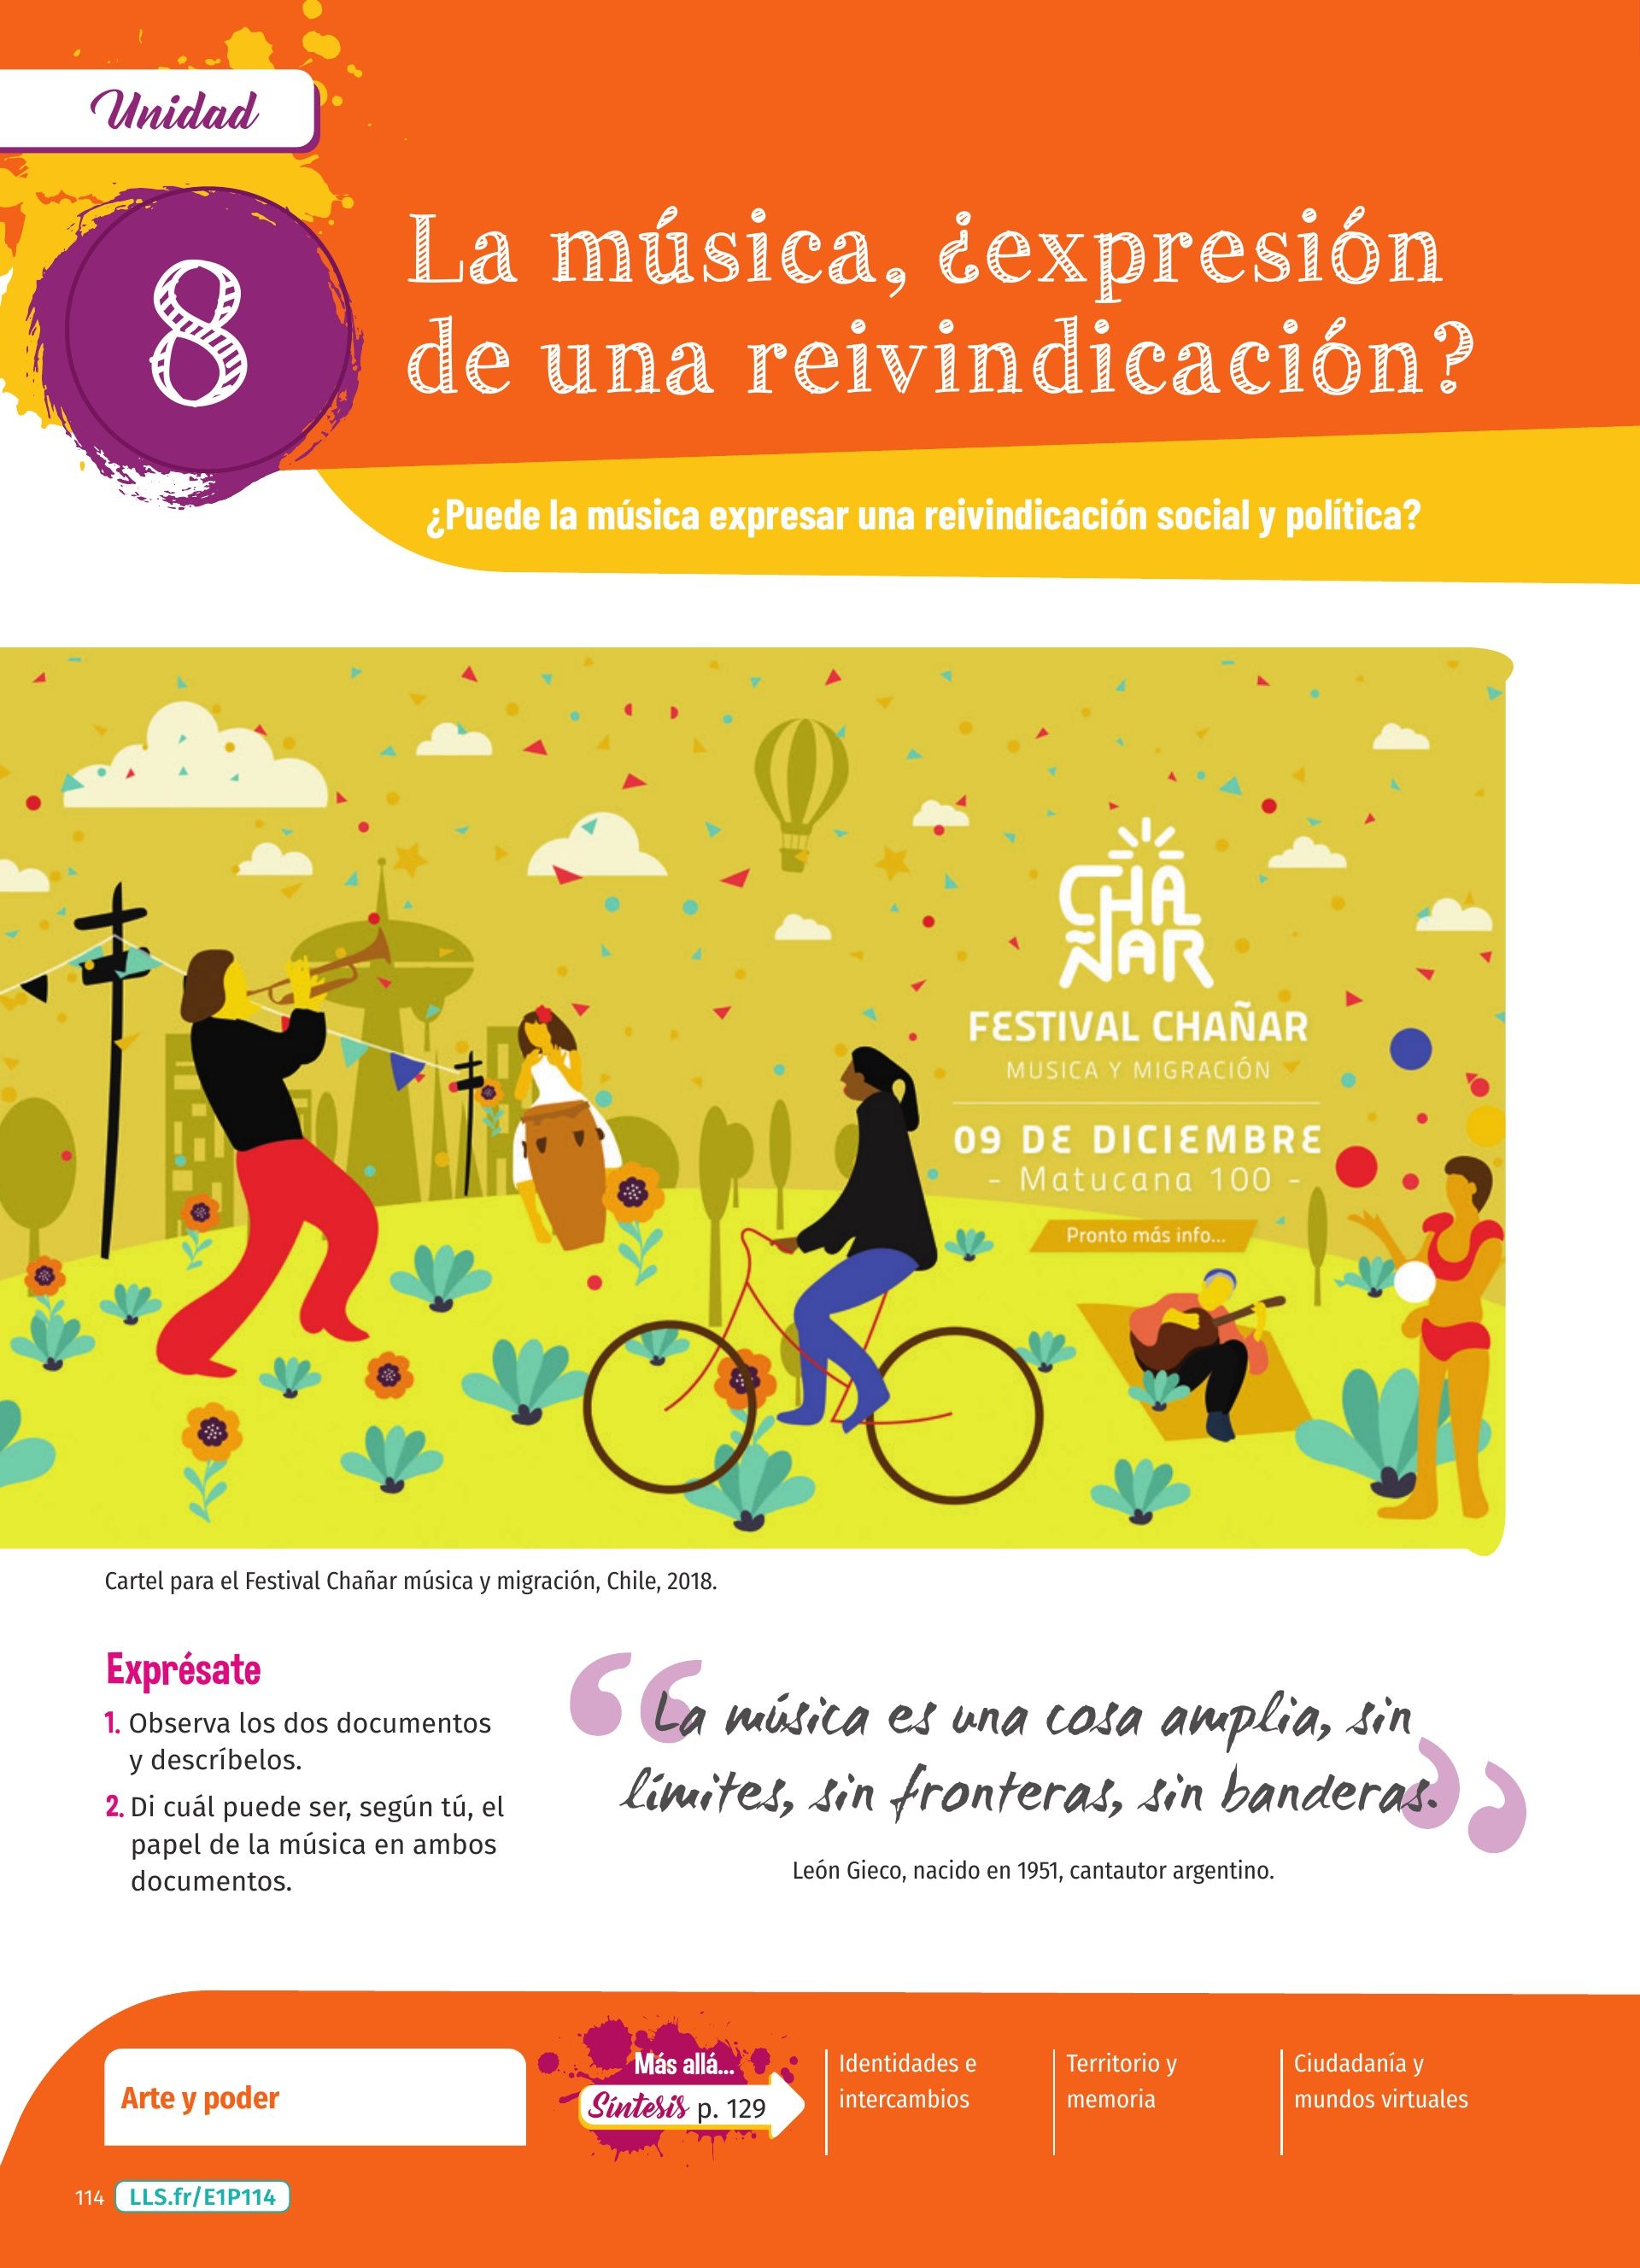 Unidad
8
La música, ¿expresión
de una reivindicación?
¿Puede la música expresar una reivindicación social y política?
CHA
ÑAR
FESTIVAL CHAÑAR
MUSICA Y MIGRACIÓN
09 DE DICIEMBRE
- Matucana 100 -
Pronto más info...
Cartel para el Festival Chañar música y migración, Chile, 2018.
Exprésate
1. Observa los dos documentos
y descríbelos.
2. Di cuál puede ser, según tú, el
papel de la música en ambos
documentos.
“La música es una cosa amplia, sin
límites, sin fronteras, sin banderas.”
León Gieco, nacido en 1951, cantautor argentino.
Arte y poder
Más allá...
Síntesis p. 129
Identidades e
intercambios
Territorio y
memoria
Ciudadanía y
mundos virtuales
114 LLS.fr/E1P114